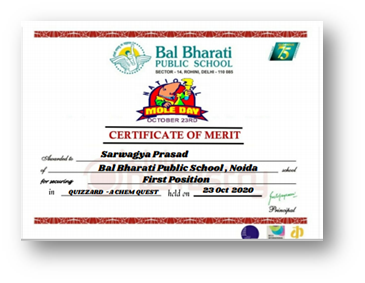 Bal Bharati
PUBLIC SCHOOL
SECTOR - 14, ROHINI, DELHI - 110 085
75
NATIONAL
MOLE DAY
OCTOBER 23RD
CERTIFICATE OF MERIT
Awarded to Sarwagya Prasad
of Bal Bharati Public School , Noida school
for securing First Position
in QUIZZARD - A CHEM QUEST held on 23 Oct 2020
Principal